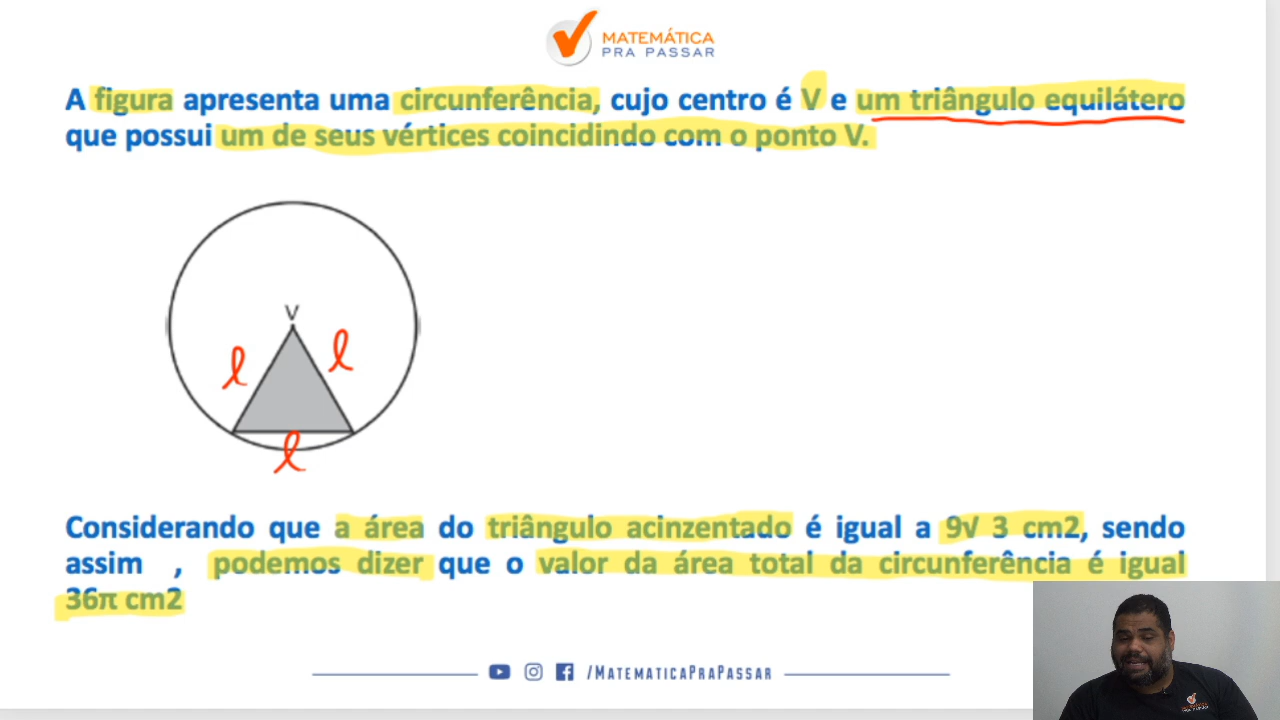 MATEMÁTICA
PRA PASSAR
A figura apresenta uma circunferência, cujo centro é V e um triângulo equilátero
que possui um de seus vértices coincidindo com o ponto V.
V
ℓ ℓ
ℓ
Considerando que a área do triângulo acinzentado é igual a 9√ 3 cm2, sendo
assim , podemos dizer que o valor da área total da circunferência é igual
36π cm2
/MATEMATICAPRAPASSAR